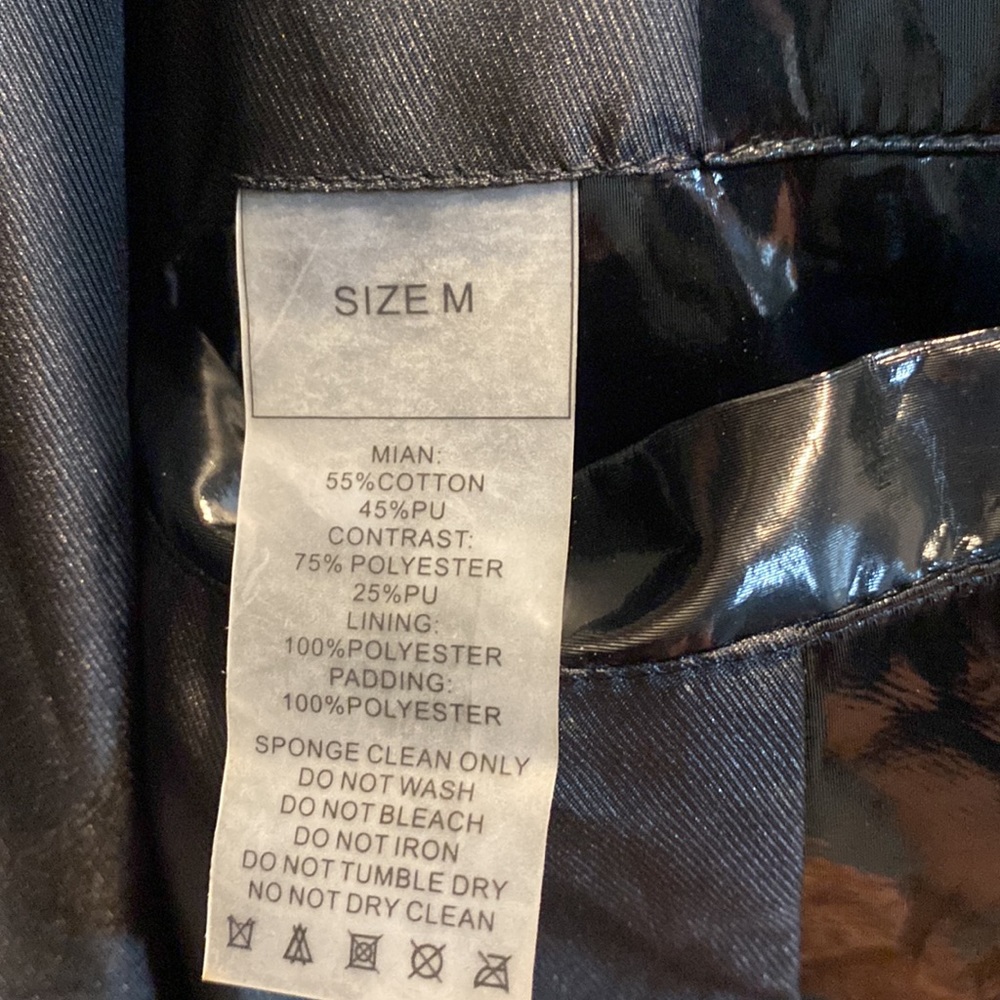 SIZE M
MIAN:
55%COTTON
45%PU
CONTRAST:
75% POLYESTER
25%PU
LINING:
100%POLYESTER
PADDING:
100%POLYESTER
SPONGE CLEAN ONLY
DO NOT WASH
DO NOT BLEACH
DO NOT IRON
DO NOT TUMBLE DRY
NO NOT DRY CLEAN